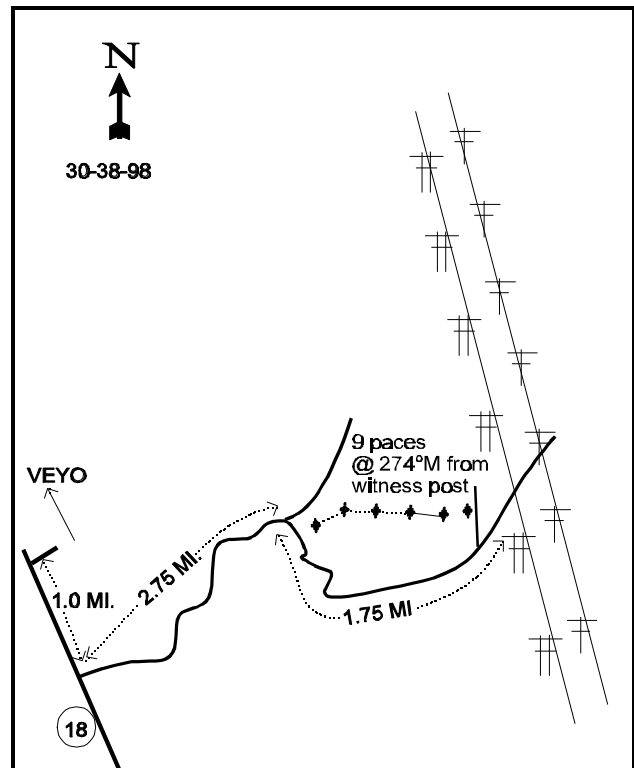 N
30-38-98
9 paces
@ 274°M from
witness post
VEYO
2.75 MI.
1.0 MI.
1.75 MI
18